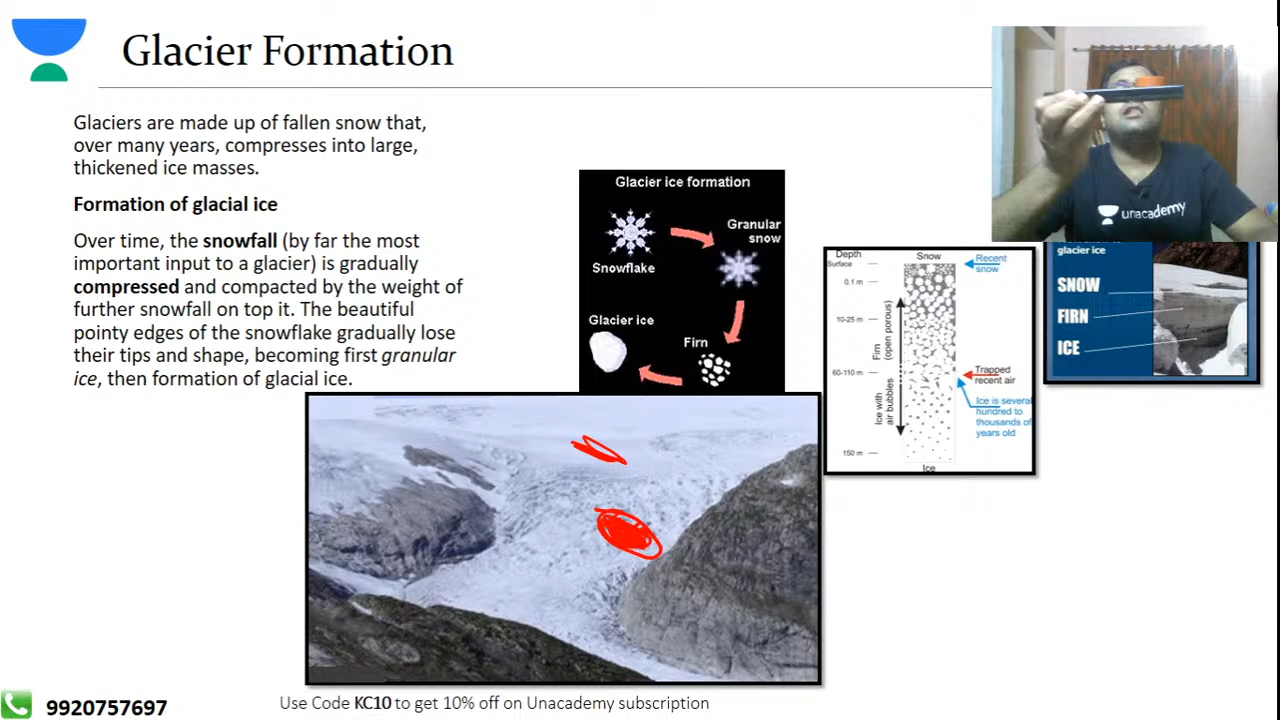 Glacier Formation
Glaciers are made up of fallen snow that,
over many years, compresses into large,
thickened ice masses.
Formation of glacial ice
Over time, the snowfall (by far the most
important input to a glacier) is gradually
compressed and compacted by the weight of
further snowfall on top it. The beautiful
pointy edges of the snowflake gradually lose
their tips and shape, becoming first granular
ice, then formation of glacial ice.
Glacier ice formation
Snowflake
Granular
snow
Firn
Glacier ice
Depth
Surface
0.1 m
10-25 m
60-110 m
150 m
Snow
Firn
(open porous)
Ice with
air bubbles
Ice
Recent
snow
Trapped
recent air
Ice is several
hundred to
thousands of
years old
unacademy
glacier ice
SNOW
FIRN
ICE
9920757697
Use Code KC10 to get 10% off on Unacademy subscription